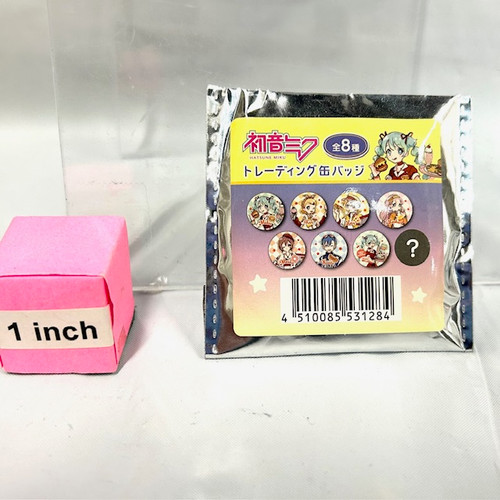 初音ミク
HATSUNE MIKU
全8種
トレーディング缶バッジ
?
4 510085 531284
1 inch